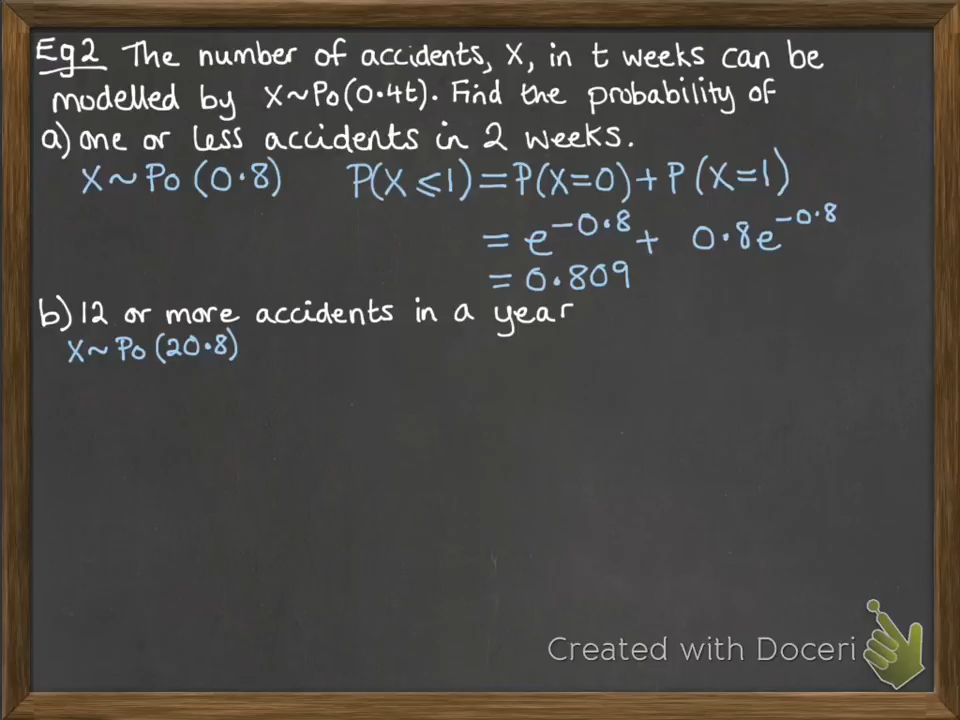 Eg2 The number of accidents, X, in t weeks can be
modelled by X~Po(0.4t). Find the probability of
a) one or less accidents in 2 weeks.
X~Po(0.8) P(X⩽1)=P(X=0)+P(X=1)
= e^{-0.8} + 0.8e^{-0.8}
= 0.809
b) 12 or more accidents in a year
X~Po(20.8)
Created with Doceri